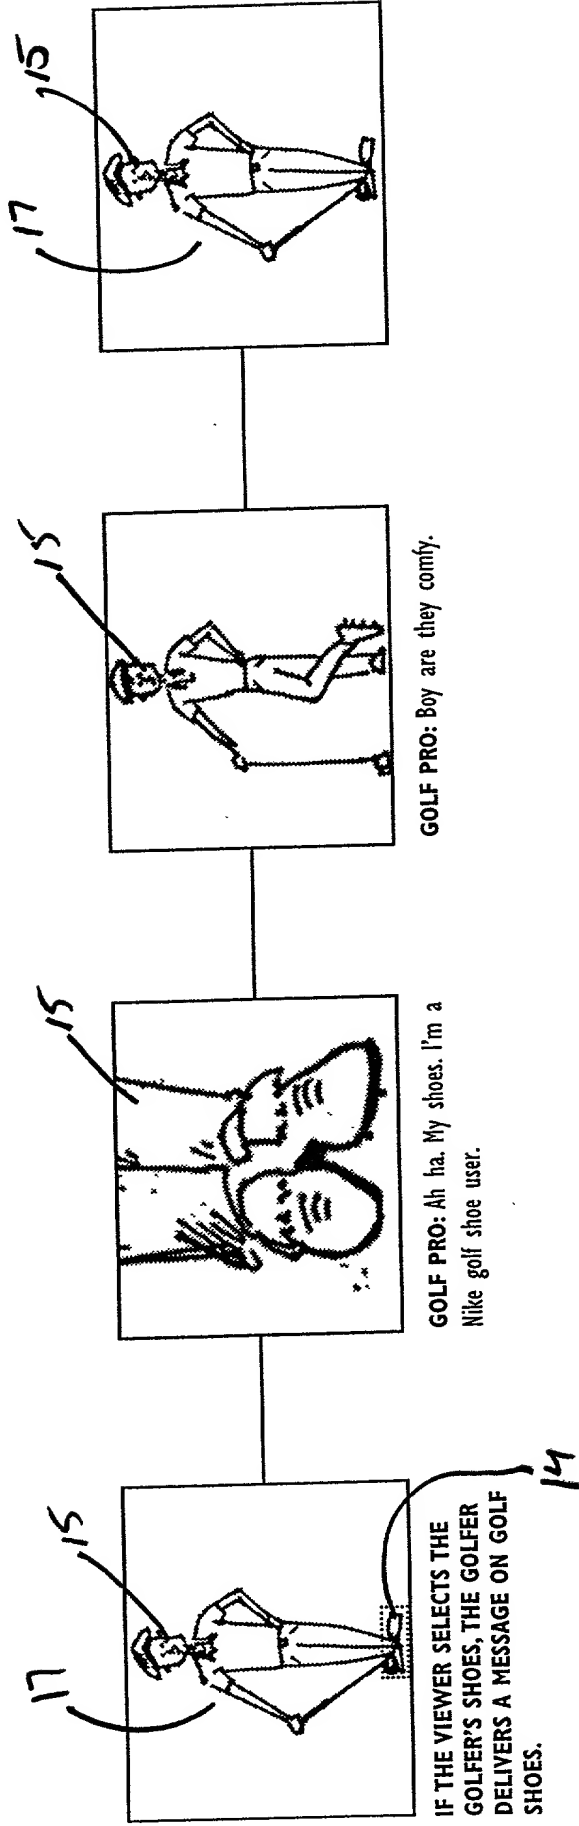 17
15
IF THE VIEWER SELECTS THE
GOLFER'S SHOES, THE GOLFER
DELIVERS A MESSAGE ON GOLF
SHOES.
14
15
GOLF PRO: Ah ha. My shoes. I'm a
Nike golf shoe user.
15
GOLF PRO: Boy are they comfy.
17
15